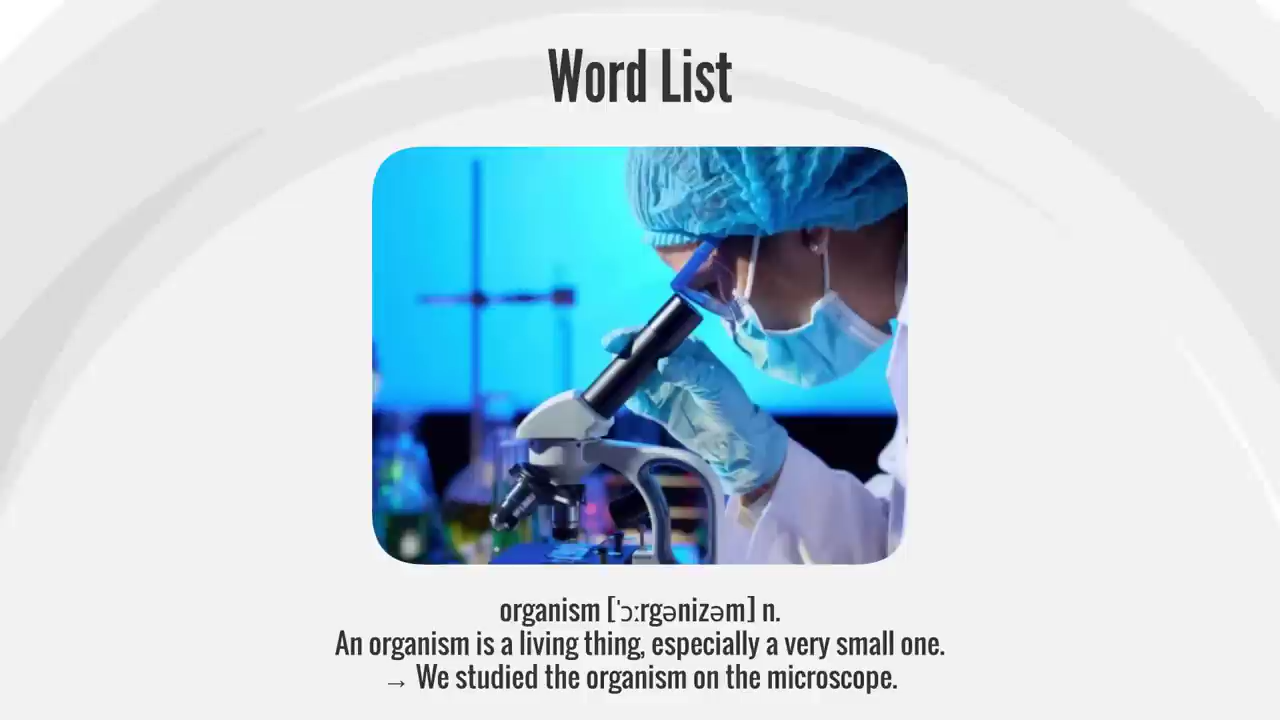 Word List
organism [ˈɔːrgənizəm] n.
An organism is a living thing, especially a very small one.
→ We studied the organism on the microscope.